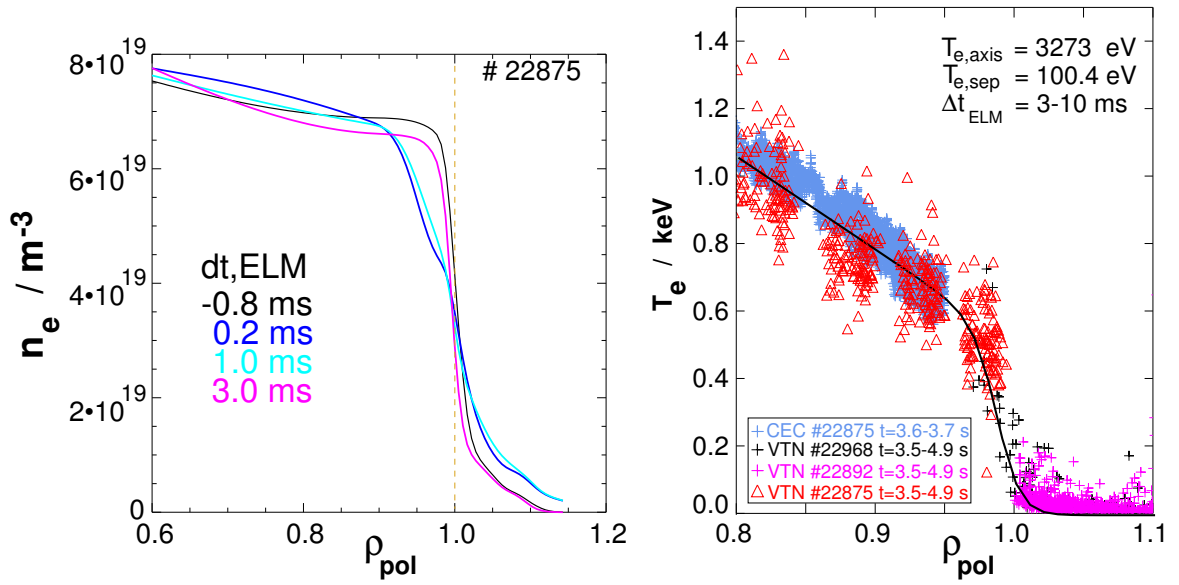 8•10^19
6•10^19
4•10^19
2•10^19
0
0.6
0.8
1.0
1.2
n_e / m^-3
ρ_pol
# 22875
dt,ELM
-0.8 ms
0.2 ms
1.0 ms
3.0 ms
1.4
1.2
1.0
0.8
0.6
0.4
0.2
0.0
0.8
0.9
1.0
1.1
T_e / keV
ρ_pol
T_e,axis = 3273 eV
T_e,sep = 100.4 eV
Δt_ELM = 3-10 ms
CEC #22875 t=3.6-3.7 s
VTN #22968 t=3.5-4.9 s
VTN #22892 t=3.5-4.9 s
VTN #22875 t=3.5-4.9 s